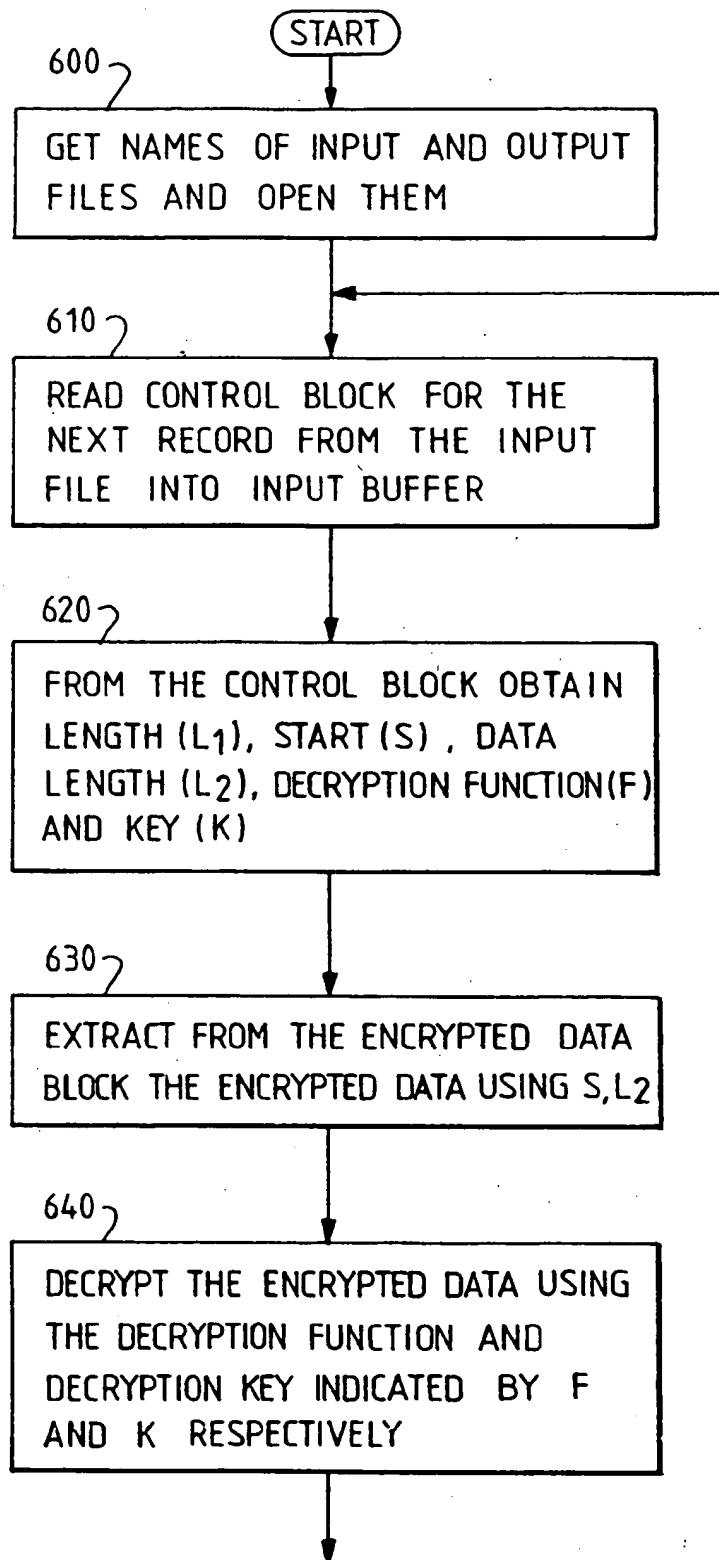 START
600
GET NAMES OF INPUT AND OUTPUT
FILES AND OPEN THEM
610
READ CONTROL BLOCK FOR THE
NEXT RECORD FROM THE INPUT
FILE INTO INPUT BUFFER
620
FROM THE CONTROL BLOCK OBTAIN
LENGTH (L1), START (S) , DATA
LENGTH (L2), DECRYPTION FUNCTION(F)
AND KEY (K)
630
EXTRACT FROM THE ENCRYPTED DATA
BLOCK THE ENCRYPTED DATA USING S,L2
640
DECRYPT THE ENCRYPTED DATA USING
THE DECRYPTION FUNCTION AND
DECRYPTION KEY INDICATED BY F
AND K RESPECTIVELY